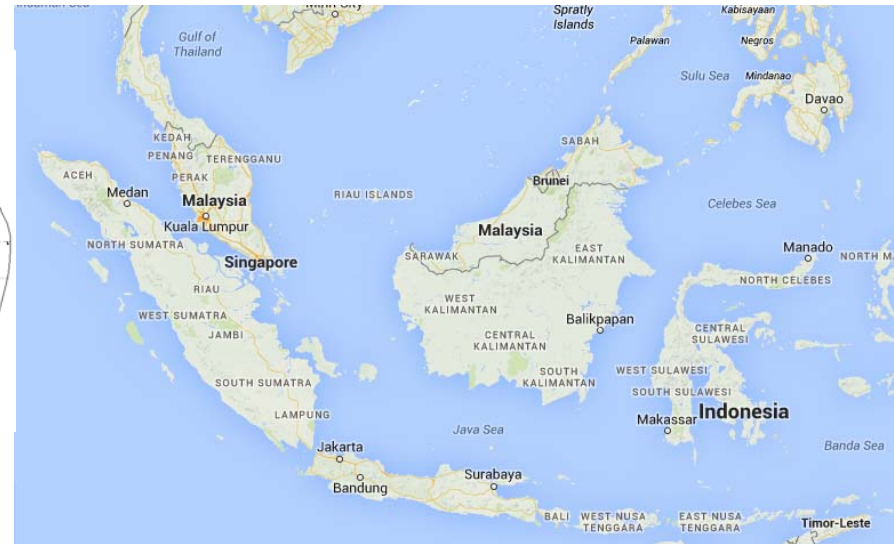 Spratly
Islands
Kabisayaan
Gulf of
Thailand
Palawan
Negros
Sulu Sea
Mindanao
Davao
KEDAH
PENANG
TERENGGANU
SABAH
ACEH
PERAK
Medan
Malaysia
RIAU ISLANDS
Brunei
Celebes Sea
Kuala Lumpur
Malaysia
NORTH SUMATRA
Singapore
SARAWAK
EAST
KALIMANTAN
Manado
NORTH CELEBES
RIAU
WEST
KALIMANTAN
WEST SUMATRA
Balikpapan
JAMBI
CENTRAL
KALIMANTAN
CENTRAL
SULAWESI
SOUTH SUMATRA
SOUTH
KALIMANTAN
WEST SULAWESI
SOUTH SULAWESI
LAMPUNG
Makassar
Indonesia
Java Sea
Banda Sea
Jakarta
Bandung
Surabaya
BALI
WEST NUSA
TENGGARA
EAST NUSA
TENGGARA
Timor-Leste